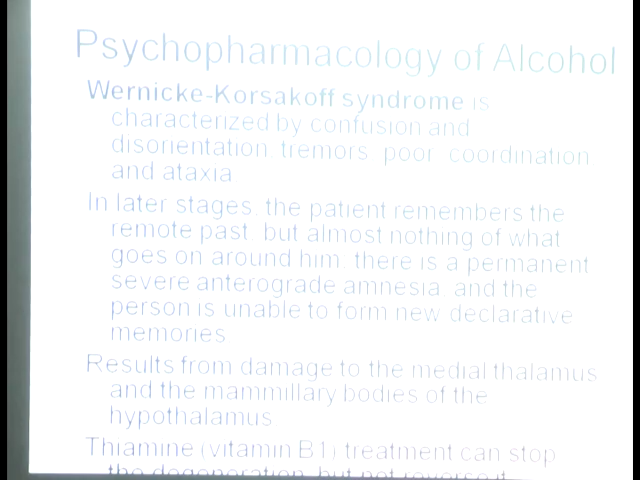 Psychopharmacology of Alcohol
Wernicke-Korsakoff syndrome is
characterized by confusion and
disorientation, tremors, poor coordination
and ataxia
In later stages, the patient remembers the
remote past, but almost nothing of what
goes on around him, there is a permanent
severe anterograde amnesia, and the
person is unable to form new declarative
memories
Results from damage to the medial thalamus
and the mammillary bodies of the
hypothalamus
Thiamine (vitamin B1) treatment can stop
the degeneration, but not reverse it